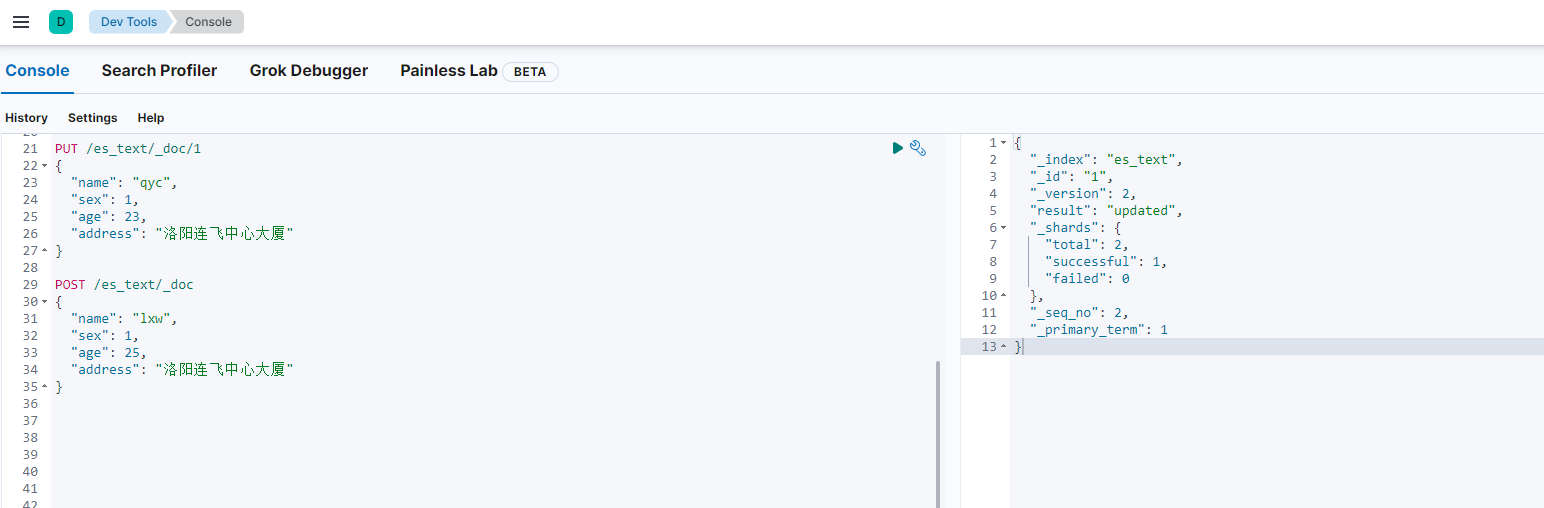 D Dev Tools Console
Console Search Profiler Grok Debugger Painless Lab BETA
History Settings Help
20
21 PUT /es_text/_doc/1
22 {
23 "name": "qyc",
24 "sex": 1,
25 "age": 23,
26 "address": "洛阳连飞中心大厦"
27 }
28
29 POST /es_text/_doc
30 {
31 "name": "lxw",
32 "sex": 1,
33 "age": 25,
34 "address": "洛阳连飞中心大厦"
35 }
36
37
38
39
40
41
42
1 {
2 "_index": "es_text",
3 "_id": "1",
4 "_version": 2,
5 "result": "updated",
6 "_shards": {
7 "total": 2,
8 "successful": 1,
9 "failed": 0
10 },
11 "_seq_no": 2,
12 "_primary_term": 1
13 }